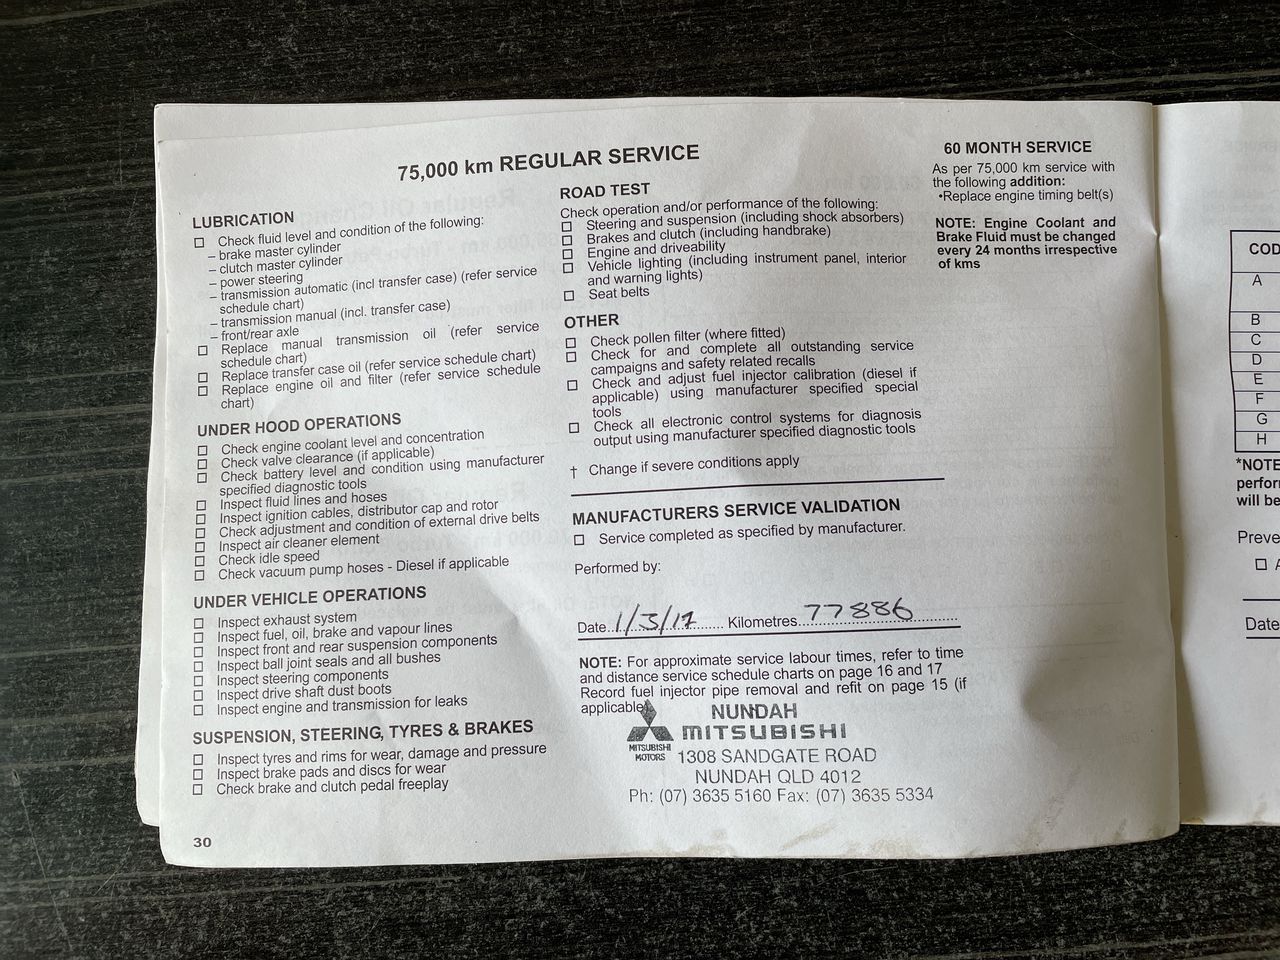 75,000 km REGULAR SERVICE
LUBRICATION
☐ Check fluid level and condition of the following:
– brake master cylinder
– clutch master cylinder
– power steering
– transmission automatic (incl transfer case) (refer service
schedule chart)
– transmission manual (incl. transfer case)
– front/rear axle
☐ Replace manual transmission oil (refer service
schedule chart)
☐ Replace transfer case oil (refer service schedule chart)
☐ Replace engine oil and filter (refer service schedule
chart)
UNDER HOOD OPERATIONS
☐ Check engine coolant level and concentration
☐ Check valve clearance (if applicable)
☐ Check battery level and condition using manufacturer
specified diagnostic tools
☐ Inspect fluid lines and hoses
☐ Inspect ignition cables, distributor cap and rotor
☐ Check adjustment and condition of external drive belts
☐ Inspect air cleaner element
☐ Check idle speed
☐ Check vacuum pump hoses - Diesel if applicable
UNDER VEHICLE OPERATIONS
☐ Inspect exhaust system
☐ Inspect fuel, oil, brake and vapour lines
☐ Inspect front and rear suspension components
☐ Inspect ball joint seals and all bushes
☐ Inspect steering components
☐ Inspect drive shaft dust boots
☐ Inspect engine and transmission for leaks
SUSPENSION, STEERING, TYRES & BRAKES
☐ Inspect tyres and rims for wear, damage and pressure
☐ Inspect brake pads and discs for wear
☐ Check brake and clutch pedal freeplay
30
ROAD TEST
Check operation and/or performance of the following:
☐ Steering and suspension (including shock absorbers)
☐ Brakes and clutch (including handbrake)
☐ Engine and driveability
☐ Vehicle lighting (including instrument panel, interior
and warning lights)
☐ Seat belts
OTHER
☐ Check pollen filter (where fitted)
☐ Check for and complete all outstanding service
campaigns and safety related recalls
☐ Check and adjust fuel injector calibration (diesel if
applicable) using manufacturer specified special
tools
☐ Check all electronic control systems for diagnosis
output using manufacturer specified diagnostic tools
† Change if severe conditions apply
MANUFACTURERS SERVICE VALIDATION
☐ Service completed as specified by manufacturer.
Performed by:
Date 1/3/17 Kilometres 77886
NOTE: For approximate service labour times, refer to time
and distance service schedule charts on page 16 and 17
Record fuel injector pipe removal and refit on page 15 (if
applicable)
NUNDAH
MITSUBISHI
MITSUBISHI
MOTORS
1308 SANDGATE ROAD
NUNDAH QLD 4012
Ph: (07) 3635 5160 Fax: (07) 3635 5334
60 MONTH SERVICE
As per 75,000 km service with
the following addition:
•Replace engine timing belt(s)
NOTE: Engine Coolant and
Brake Fluid must be changed
every 24 months irrespective
of kms
COD
A
B
C
D
E
F
G
H
*NOTE
perfor
will be
Preve
☐ A
Date